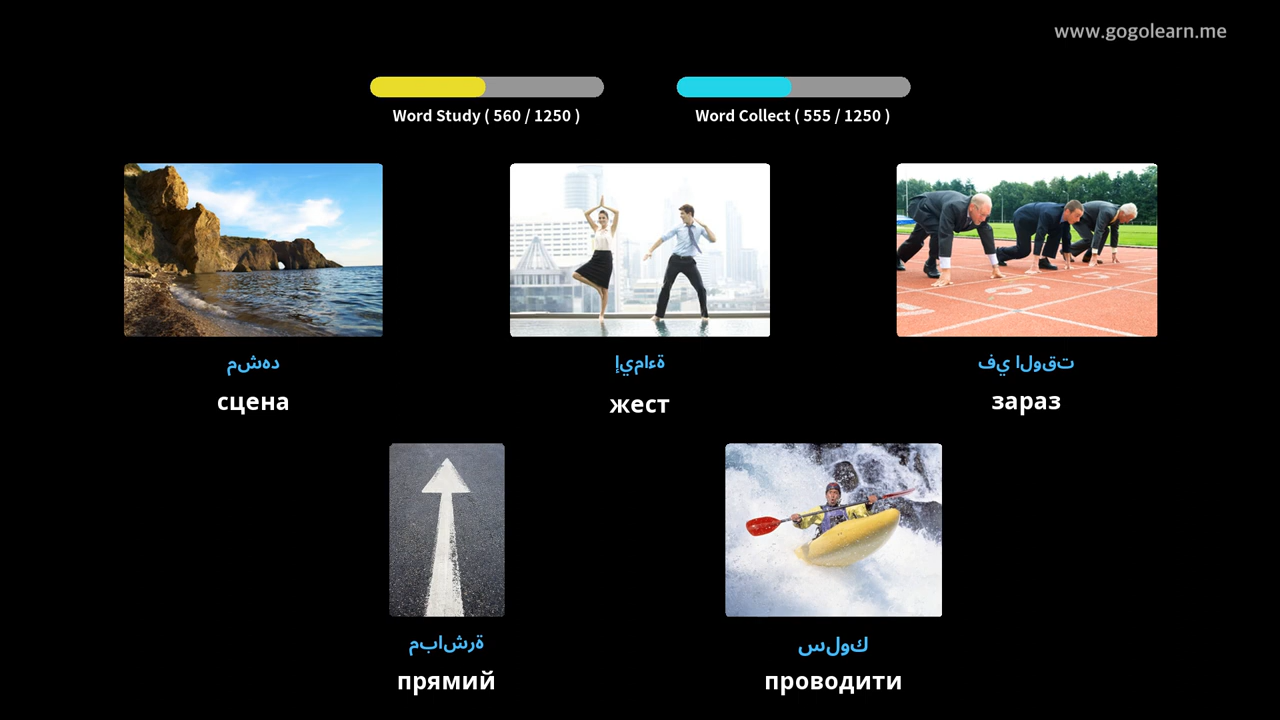 www.gogolearn.me
Word Study ( 560 / 1250 )
Word Collect ( 555 / 1250 )
مشهد
сцена
إيماءة
жест
في الوقت
зараз
مباشرة
прямий
سلوك
проводити